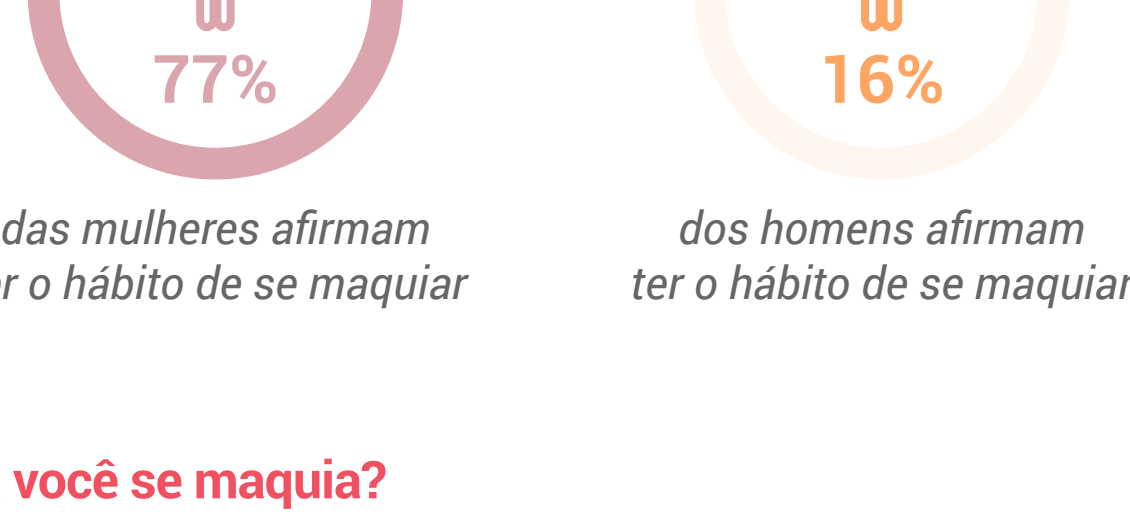 77%
das mulheres afirmam
o hábito de se maquiar
16%
dos homens afirmam
ter o hábito de se maquiar
você se maquia?